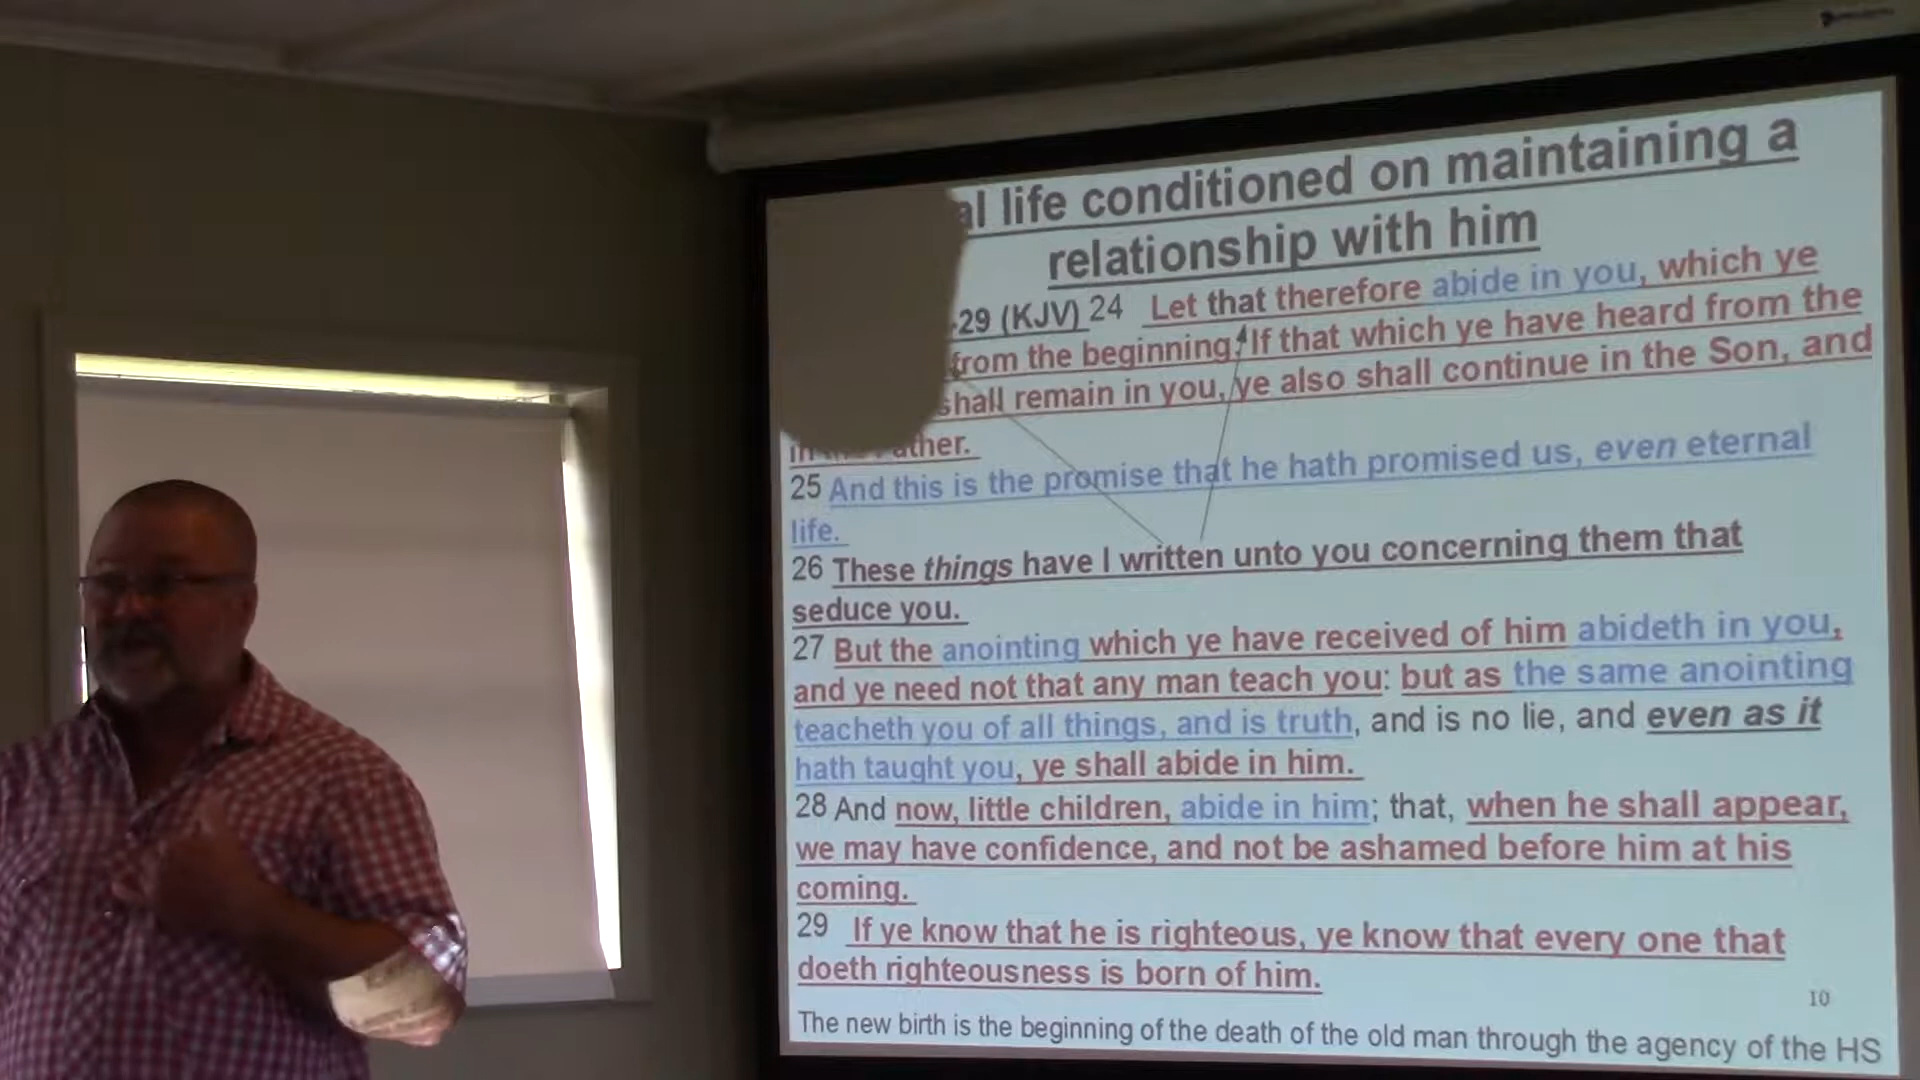 al life conditioned on maintaining a
relationship with him
-29 (KJV) 24 Let that therefore abide in you, which ye
from the beginning. If that which ye have heard from the
shall remain in you, ye also shall continue in the Son, and
in ther.
25 And this is the promise that he hath promised us, even eternal
life.
26 These things have I written unto you concerning them that
seduce you.
27 But the anointing which ye have received of him abideth in you,
and ye need not that any man teach you: but as the same anointing
teacheth you of all things, and is truth, and is no lie, and even as it
hath taught you, ye shall abide in him.
28 And now, little children, abide in him; that, when he shall appear,
we may have confidence, and not be ashamed before him at his
coming.
29 If ye know that he is righteous, ye know that every one that
doeth righteousness is born of him.
10
The new birth is the beginning of the death of the old man through the agency of the HS